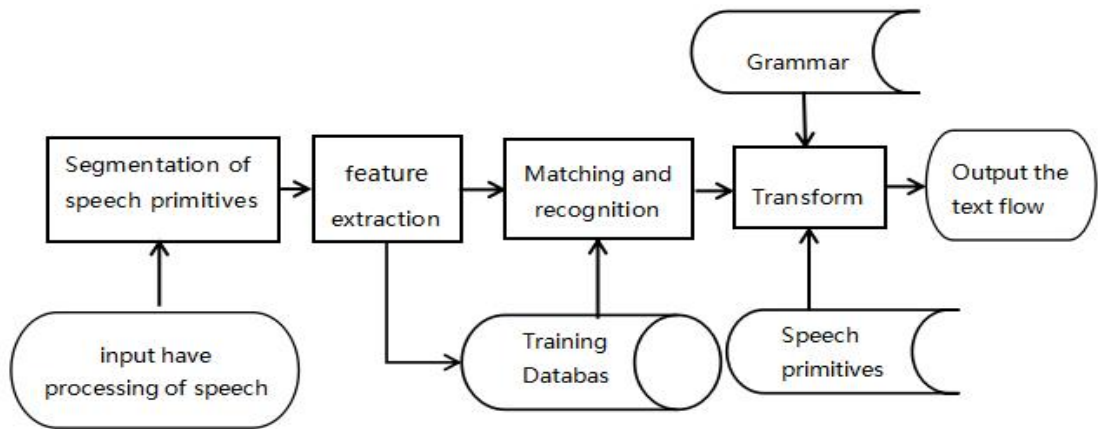 Grammar
Segmentation of
speech primitives
feature
extraction
Matching and
recognition
Transform
Output the
text flow
input have
processing of speech
Training
Databas
Speech
primitives